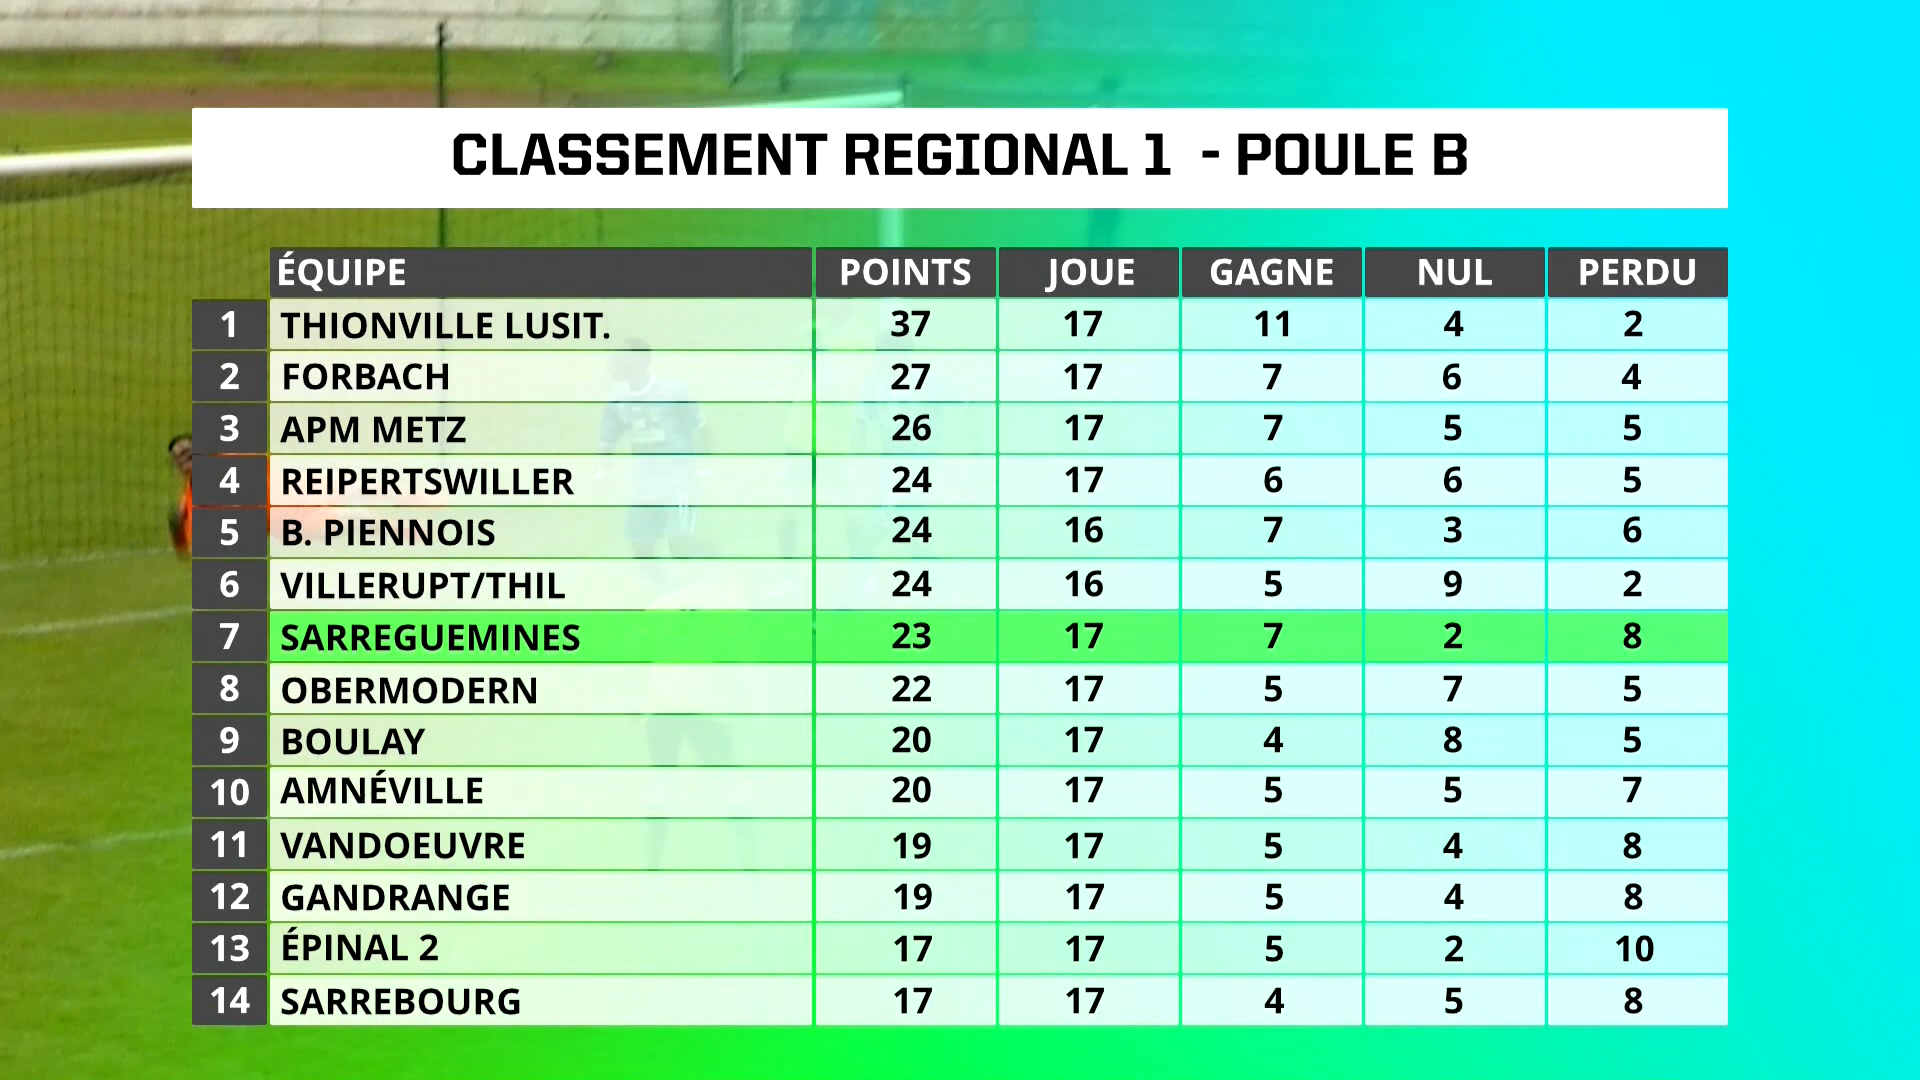 CLASSEMENT REGIONAL 1 - POULE B
ÉQUIPE POINTS JOUE GAGNE NUL PERDU
1 THIONVILLE LUSIT. 37 17 11 4 2
2 FORBACH 27 17 7 6 4
3 APM METZ 26 17 7 5 5
4 REIPERTSWILLER 24 17 6 6 5
5 B. PIENNOIS 24 16 7 3 6
6 VILLERUPT/THIL 24 16 5 9 2
7 SARREGUEMINES 23 17 7 2 8
8 OBERMODERN 22 17 5 7 5
9 BOULAY 20 17 4 8 5
10 AMNÉVILLE 20 17 5 5 7
11 VANDOEUVRE 19 17 5 4 8
12 GANDRANGE 19 17 5 4 8
13 ÉPINAL 2 17 17 5 2 10
14 SARREBOURG 17 17 4 5 8